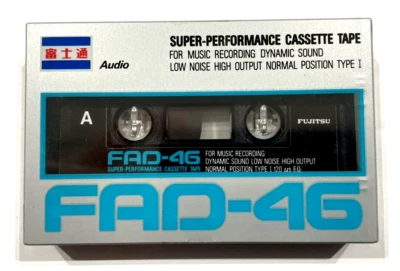 富士通
Audio
SUPER-PERFORMANCE CASSETTE TAPE
FOR MUSIC RECORDING DYNAMIC SOUND
LOW NOISE HIGH OUTPUT NORMAL POSITION TYPE I
A
FUJITSU
FAD-46
SUPER-PERFORMANCE CASSETTE TAPE
FOR MUSIC RECORDING
DYNAMIC SOUND LOW NOISE HIGH OUTPUT
NORMAL POSITION TYPE I 120 µs EQ
FAD-46